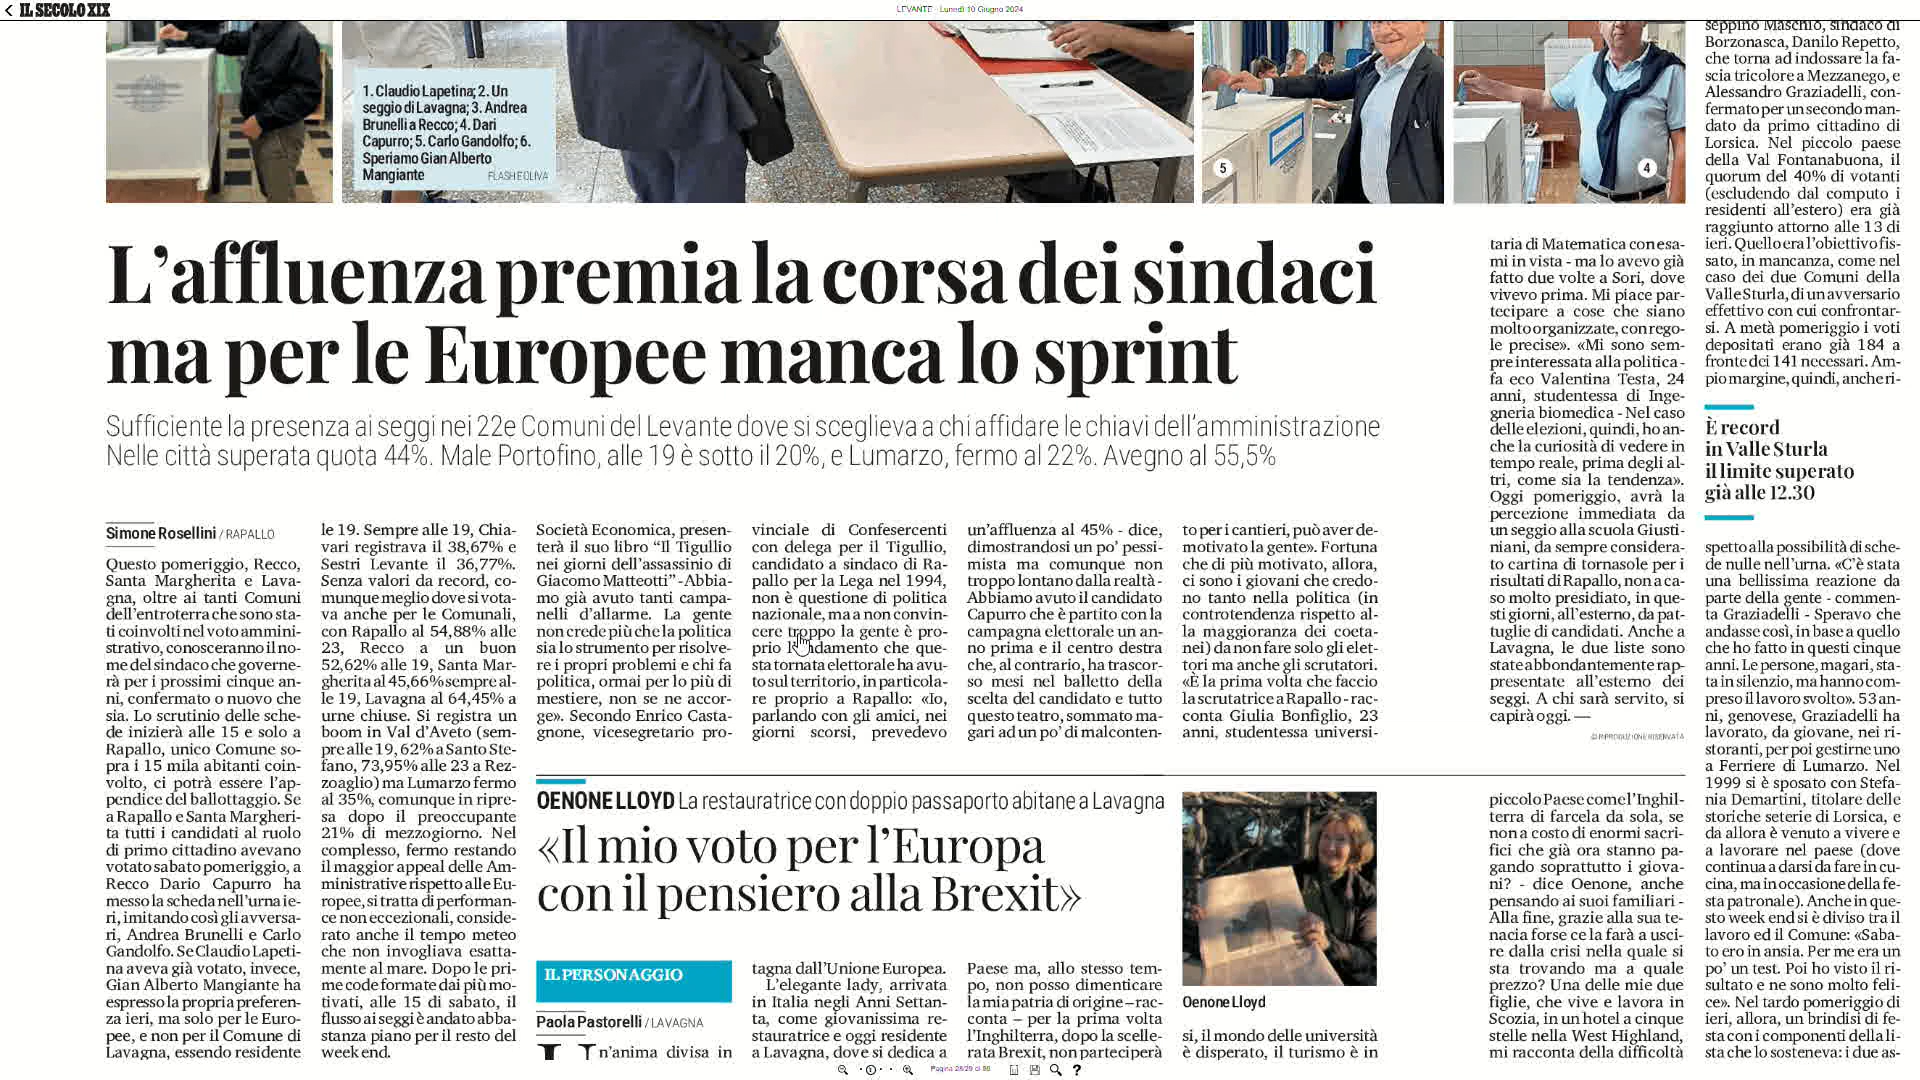 IL SECOLO XIX
LEVANTE - Lunedì 10 Giugno 2024
1. Claudio Lapetina; 2. Un
seggio di Lavagna; 3. Andrea
Brunelli a Recco; 4. Dari
Capurro; 5. Carlo Gandolfo; 6.
Speriamo Gian Alberto
Mangiante
FLASH E OLIVA
5
4
L'affluenza premia la corsa dei sindaci
ma per le Europee manca lo sprint
Sufficiente la presenza ai seggi nei 22e Comuni del Levante dove si sceglieva a chi affidare le chiavi dell'amministrazione
Nelle città superata quota 44%. Male Portofino, alle 19 è sotto il 20%, e Lumarzo, fermo al 22%. Avegno al 55,5%
Simone Rosellini / RAPALLO
Questo pomeriggio, Recco,
Santa Margherita e Lava-
gna, oltre ai tanti Comuni
dell'entroterra che sono sta-
ti coinvolti nel voto ammini-
strativo, conosceranno il no-
me del sindaco che governe-
rà per i prossimi cinque an-
ni, confermato o nuovo che
sia. Lo scrutinio delle sche-
de inizierà alle 15 e solo a
Rapallo, unico Comune so-
pra i 15 mila abitanti coin-
volto, ci potrà essere l'ap-
pendice del ballottaggio. Se
a Rapallo e Santa Margheri-
ta tutti i candidati al ruolo
di primo cittadino avevano
votato sabato pomeriggio, a
Recco Dario Capurro ha
messo la scheda nell'urna ie-
ri, imitando così gli avversa-
ri, Andrea Brunelli e Carlo
Gandolfo. Se Claudio Lapeti-
na aveva già votato, invece,
Gian Alberto Mangiante ha
espresso la propria preferen-
za ieri, ma solo per le Euro-
pee, e non per il Comune di
Lavagna, essendo residente
le 19. Sempre alle 19, Chia-
vari registrava il 38,67% e
Sestri Levante il 36,77%.
Senza valori da record, co-
munque meglio dove si vota-
va anche per le Comunali,
con Rapallo al 54,88% alle
23, Recco a un buon
52,62% alle 19, Santa Mar-
gherita al 45,66% sempre al-
le 19, Lavagna al 64,45% a
urne chiuse. Si registra un
boom in Val d'Aveto (sem-
pre alle 19, 62% a Santo Ste-
fano, 73,95% alle 23 a Rez-
zoaglio) ma Lumarzo fermo
al 35%, comunque in ripre-
sa dopo il preoccupante
21% di mezzogiorno. Nel
complesso, fermo restando
il maggior appeal delle Am-
ministrative rispetto alle Eu-
ropee, si tratta di performan-
ce non eccezionali, conside-
rato anche il tempo meteo
che non invogliava esatta-
mente al mare. Dopo le pri-
me code formate dai più mo-
tivati, alle 15 di sabato, il
flusso ai seggi è andato abba-
stanza piano per il resto del
week end.
Società Economica, presen-
terà il suo libro "Il Tigullio
nei giorni dell'assassinio di
Giacomo Matteotti" - Abbia-
mo già avuto tanti campa-
nelli d'allarme. La gente
non crede più che la politica
sia lo strumento per risolve-
re i propri problemi e chi fa
politica, ormai per lo più di
mestiere, non se ne accor-
ge». Secondo Enrico Casta-
gnone, vicesegretario pro-
vinciale di Confesercenti
con delega per il Tigullio,
candidato a sindaco di Ra-
pallo per la Lega nel 1994,
non è questione di politica
nazionale, ma a non convin-
cere troppo la gente è pro-
prio l'andamento che que-
sta tornata elettorale ha avu-
to sul territorio, in particola-
re proprio a Rapallo: «Io,
parlando con gli amici, nei
giorni scorsi, prevedevo
un'affluenza al 45% - dice,
dimostrandosi un po' pessi-
mista ma comunque non
troppo lontano dalla realtà -
Abbiamo avuto il candidato
Capurro che è partito con la
campagna elettorale un an-
no prima e il centro destra
che, al contrario, ha trascor-
so mesi nel balletto della
scelta del candidato e tutto
questo teatro, sommato ma-
gari ad un po' di malconten-
to per i cantieri, può aver de-
motivato la gente». Fortuna
che di più motivato, allora,
ci sono i giovani che credo-
no tanto nella politica (in
controtendenza rispetto al-
la maggioranza dei coeta-
nei) da non fare solo gli elet-
tori ma anche gli scrutatori.
«È la prima volta che faccio
la scrutatrice a Rapallo - rac-
conta Giulia Bonfiglio, 23
anni, studentessa universi-
taria di Matematica con esa-
mi in vista - ma lo avevo già
fatto due volte a Sori, dove
vivevo prima. Mi piace par-
tecipare a cose che siano
molto organizzate, con rego-
le precise». «Mi sono sem-
pre interessata alla politica -
fa eco Valentina Testa, 24
anni, studentessa di Inge-
gneria biomedica - Nel caso
delle elezioni, quindi, ho an-
che la curiosità di vedere in
tempo reale, prima degli al-
tri, come sia la tendenza».
Oggi pomeriggio, avrà la
percezione immediata da
un seggio alla scuola Giusti-
niani, da sempre considera-
to cartina di tornasole per i
risultati di Rapallo, non a ca-
so molto presidiato, in que-
sti giorni, all'esterno, da pat-
tuglie di candidati. Anche a
Lavagna, le due liste sono
state abbondantemente rap-
presentate all'esterno dei
seggi. A chi sarà servito, si
capirà oggi. —
© RIPRODUZIONE RISERVATA
seppino Maschio, sindaco di
Borzonasca, Danilo Repetto,
che torna ad indossare la fa-
scia tricolore a Mezzanego, e
Alessandro Graziadelli, con-
fermato per un secondo man-
dato da primo cittadino di
Lorsica. Nel piccolo paese
della Val Fontanabuona, il
quorum del 40% di votanti
(escludendo dal computo i
residenti all'estero) era già
raggiunto attorno alle 13 di
ieri. Quello era l'obiettivo fis-
sato, in mancanza, come nel
caso dei due Comuni della
Valle Sturla, di un avversario
effettivo con cui confrontar-
si. A metà pomeriggio i voti
depositati erano già 184 a
fronte dei 141 necessari. Am-
pio margine, quindi, anche ri-
È record
in Valle Sturla
il limite superato
già alle 12.30
spetto alla possibilità di sche-
de nulle nell'urna. «C'è stata
una bellissima reazione da
parte della gente - commen-
ta Graziadelli - Speravo che
andasse così, in base a quello
che ho fatto in questi cinque
anni. Le persone, magari, sta-
ta in silenzio, ma hanno com-
preso il lavoro svolto». 53 an-
ni, genovese, Graziadelli ha
lavorato, da giovane, nei ri-
storanti, per poi gestirne uno
a Ferriere di Lumarzo. Nel
1999 si è sposato con Stefa-
nia Demartini, titolare delle
storiche seterie di Lorsica, e
da allora è venuto a vivere e
a lavorare nel paese (dove
continua a darsi da fare in cu-
cina, ma in occasione della fe-
sta patronale). Anche in que-
sto week end si è diviso tra il
lavoro ed il Comune: «Saba-
to ero in ansia. Per me era un
po' un test. Poi ho visto il ri-
sultato e ne sono molto feli-
ce». Nel tardo pomeriggio di
ieri, allora, un brindisi di fe-
sta con i componenti della li-
sta che lo sosteneva: i due as-
OENONE LLOYD La restauratrice con doppio passaporto abitane a Lavagna
«Il mio voto per l'Europa
con il pensiero alla Brexit»
IL PERSONAGGIO
Paola Pastorelli / LAVAGNA
Un'anima divisa in
tagna dall'Unione Europea.
L'elegante lady, arrivata
in Italia negli Anni Settan-
ta, come giovanissima re-
stauratrice e oggi residente
a Lavagna, dove si dedica a
Paese ma, allo stesso tem-
po, non posso dimenticare
la mia patria di origine – rac-
conta – per la prima volta
l'Inghilterra, dopo la scelle-
rata Brexit, non parteciperà
Oenone Lloyd
si, il mondo delle università
è disperato, il turismo è in
piccolo Paese come l'Inghil-
terra di farcela da sola, se
non a costo di enormi sacri-
fici che già ora stanno pa-
gando soprattutto i giova-
ni? - dice Oenone, anche
pensando ai suoi familiari -
Alla fine, grazie alla sua te-
nacia forse ce la farà a usci-
re dalla crisi nella quale si
sta trovando ma a quale
prezzo? Una delle mie due
figlie, che vive e lavora in
Scozia, in un hotel a cinque
stelle nella West Highland,
mi racconta della difficoltà
Pagina 28/29 di 80